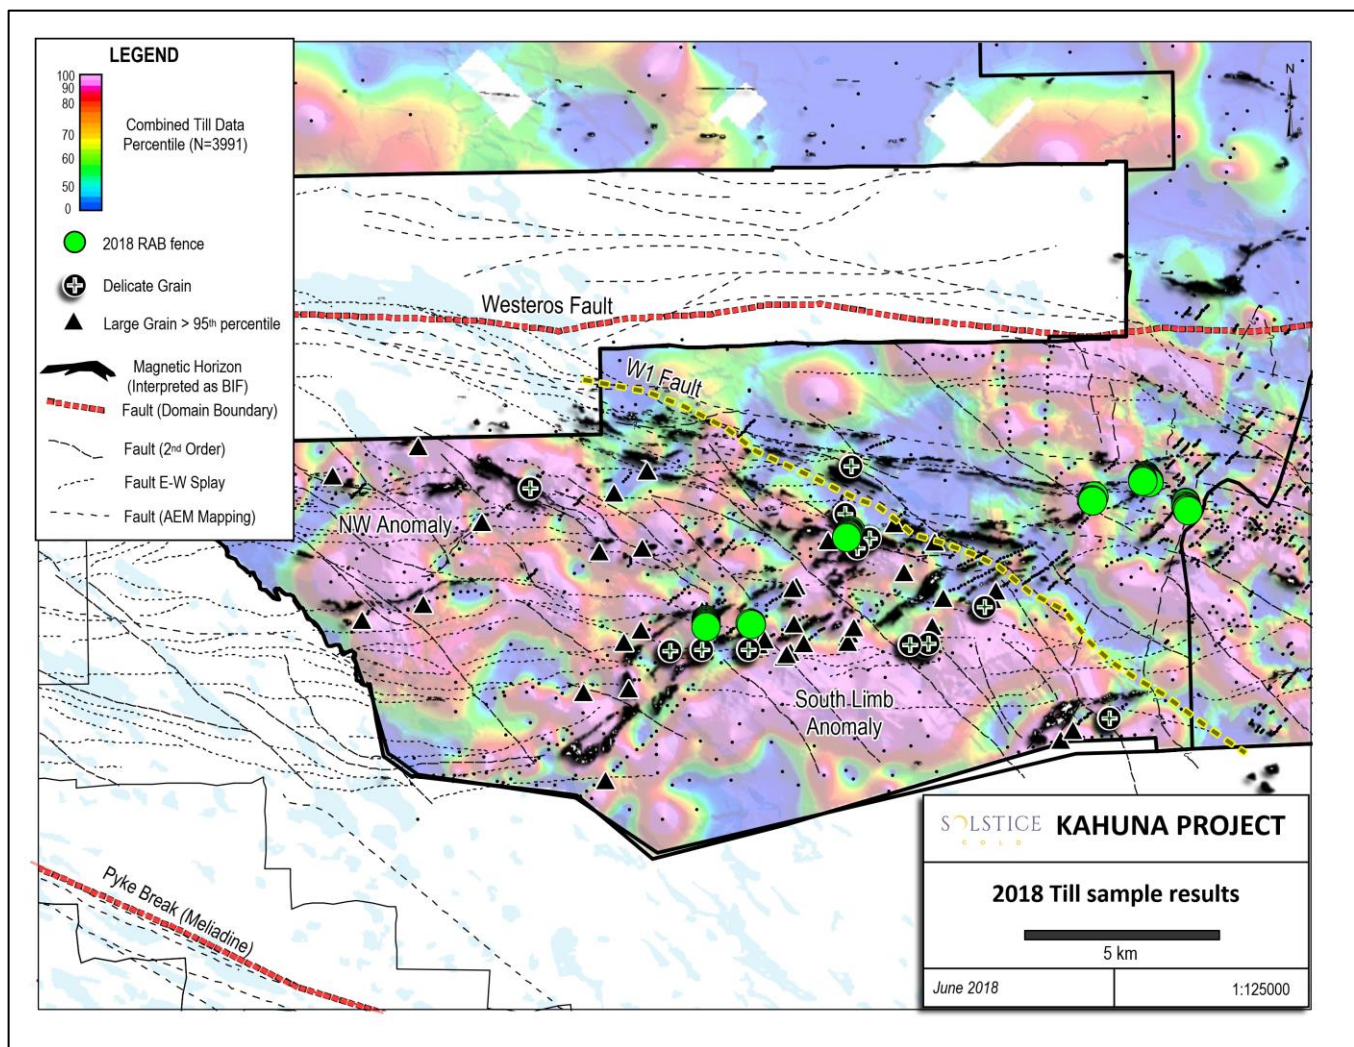 LEGEND
100
90
80
70
60
50
0
Combined Till Data
Percentile (N=3991)
2018 RAB fence
Delicate Grain
Large Grain > 95th percentile
Magnetic Horizon
(Interpreted as BIF)
Fault (Domain Boundary)
Fault (2nd Order)
Fault E-W Splay
Fault (AEM Mapping)
N
Westeros Fault
W1 Fault
NW Anomaly
South Limb
Anomaly
Pyke Break (Meliadine)
SOLSTICE
GOLD
KAHUNA PROJECT
2018 Till sample results
5 km
June 2018
1:125000